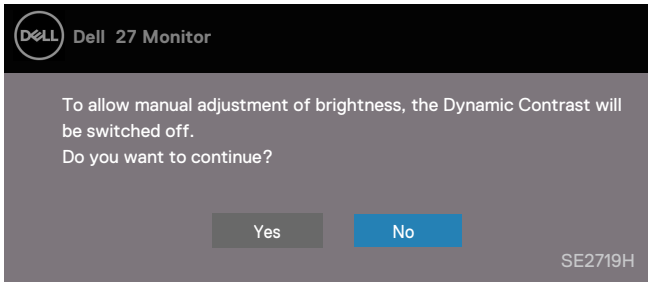 DELL Dell 27 Monitor
To allow manual adjustment of brightness, the Dynamic Contrast will
be switched off.
Do you want to continue?
Yes No
SE2719H